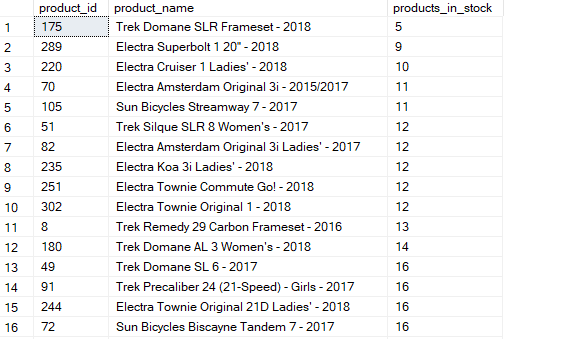 product_id product_name products_in_stock
1 175 Trek Domane SLR Frameset - 2018 5
2 289 Electra Superbolt 1 20" - 2018 9
3 220 Electra Cruiser 1 Ladies' - 2018 10
4 70 Electra Amsterdam Original 3i - 2015/2017 11
5 105 Sun Bicycles Streamway 7 - 2017 11
6 51 Trek Silque SLR 8 Women's - 2017 12
7 82 Electra Amsterdam Original 3i Ladies' - 2017 12
8 235 Electra Koa 3i Ladies' - 2018 12
9 251 Electra Townie Commute Go! - 2018 12
10 302 Electra Townie Original 1 - 2018 12
11 8 Trek Remedy 29 Carbon Frameset - 2016 13
12 180 Trek Domane AL 3 Women's - 2018 14
13 49 Trek Domane SL 6 - 2017 16
14 91 Trek Precaliber 24 (21-Speed) - Girls - 2017 16
15 244 Electra Townie Original 21D Ladies' - 2018 16
16 72 Sun Bicycles Biscayne Tandem 7 - 2017 16